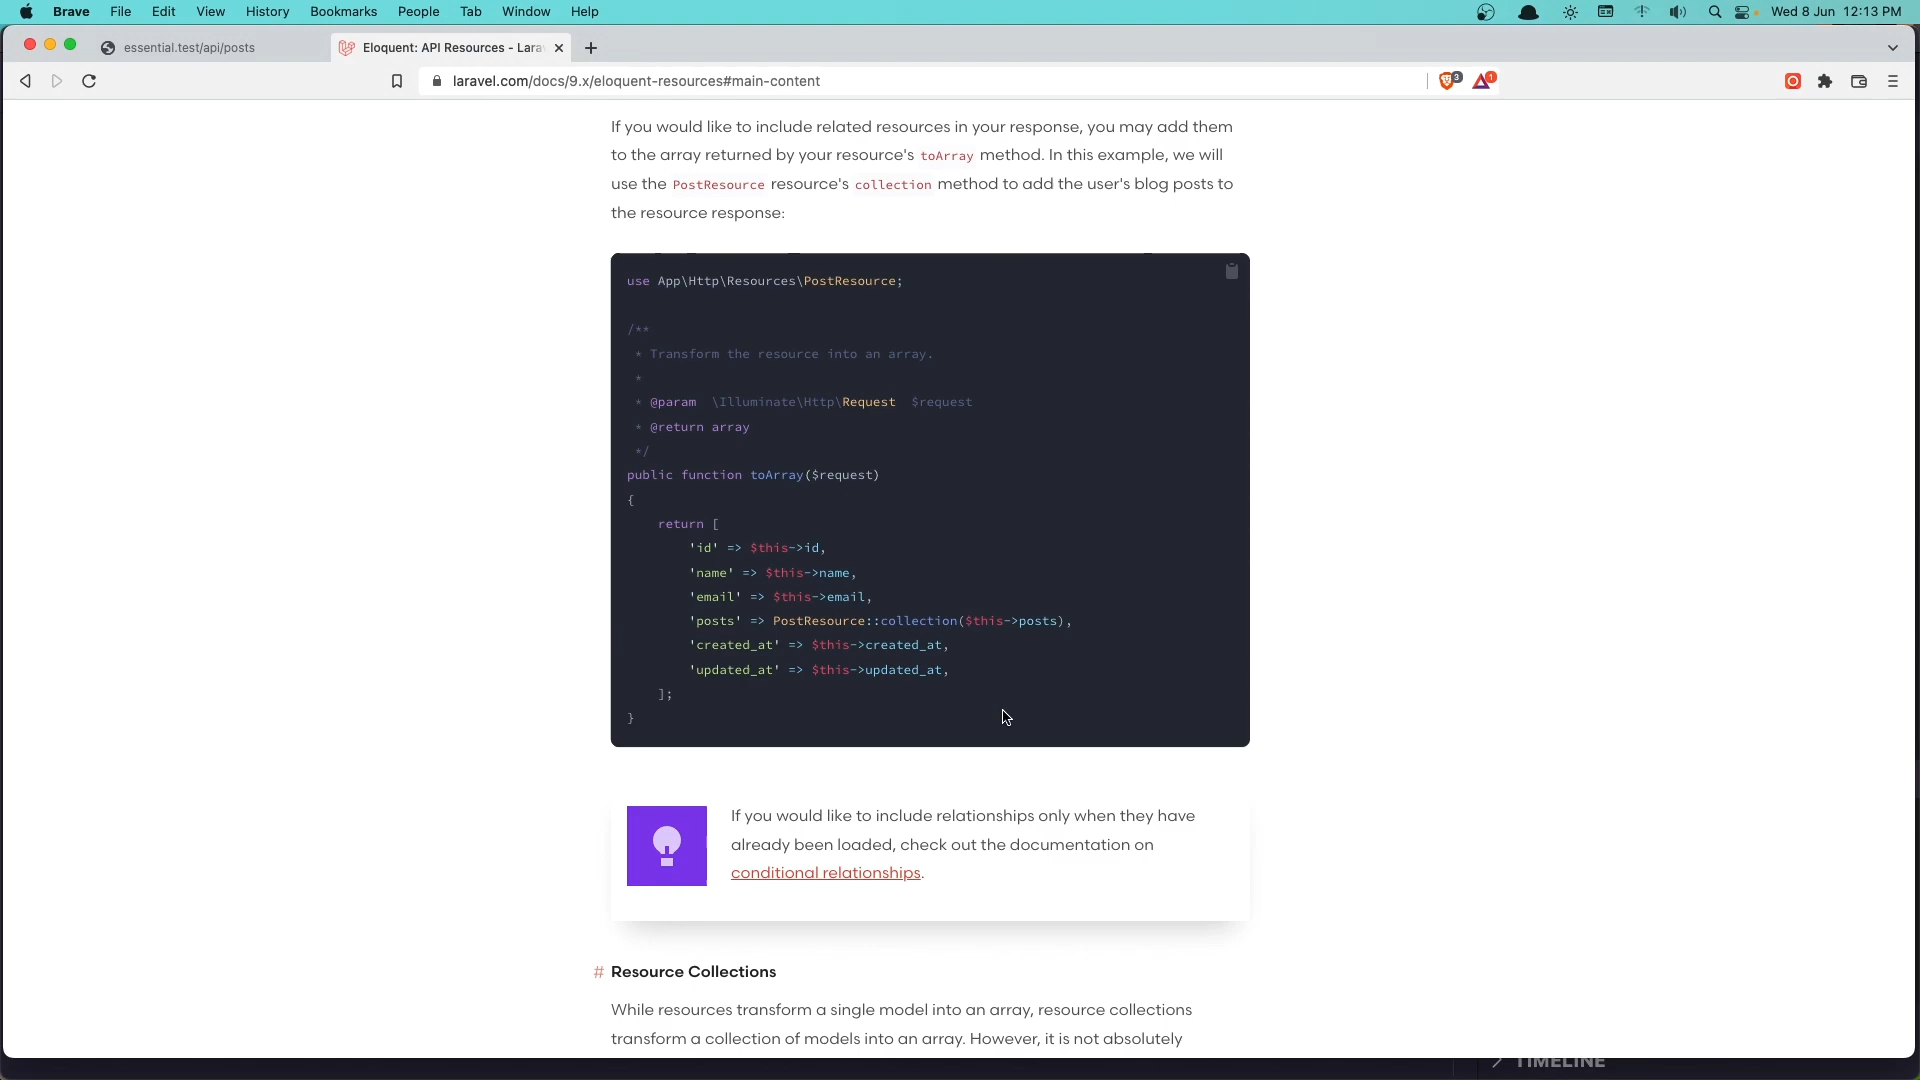 Brave File Edit View History Bookmarks People Tab Window Help Wed 8 Jun 12:13 PM
essential.test/api/posts Eloquent: API Resources - Lara
laravel.com/docs/9.x/eloquent-resources#main-content 3 1
If you would like to include related resources in your response, you may add them
to the array returned by your resource's toArray method. In this example, we will
use the PostResource resource's collection method to add the user's blog posts to
the resource response:
use App\Http\Resources\PostResource;
/**
* Transform the resource into an array.
*
* @param \Illuminate\Http\Request $request
* @return array
*/
public function toArray($request)
{
return [
'id' => $this->id,
'name' => $this->name,
'email' => $this->email,
'posts' => PostResource::collection($this->posts),
'created_at' => $this->created_at,
'updated_at' => $this->updated_at,
];
}
If you would like to include relationships only when they have
already been loaded, check out the documentation on
conditional relationships.
# Resource Collections
While resources transform a single model into an array, resource collections
transform a collection of models into an array. However, it is not absolutely
TIMELINE